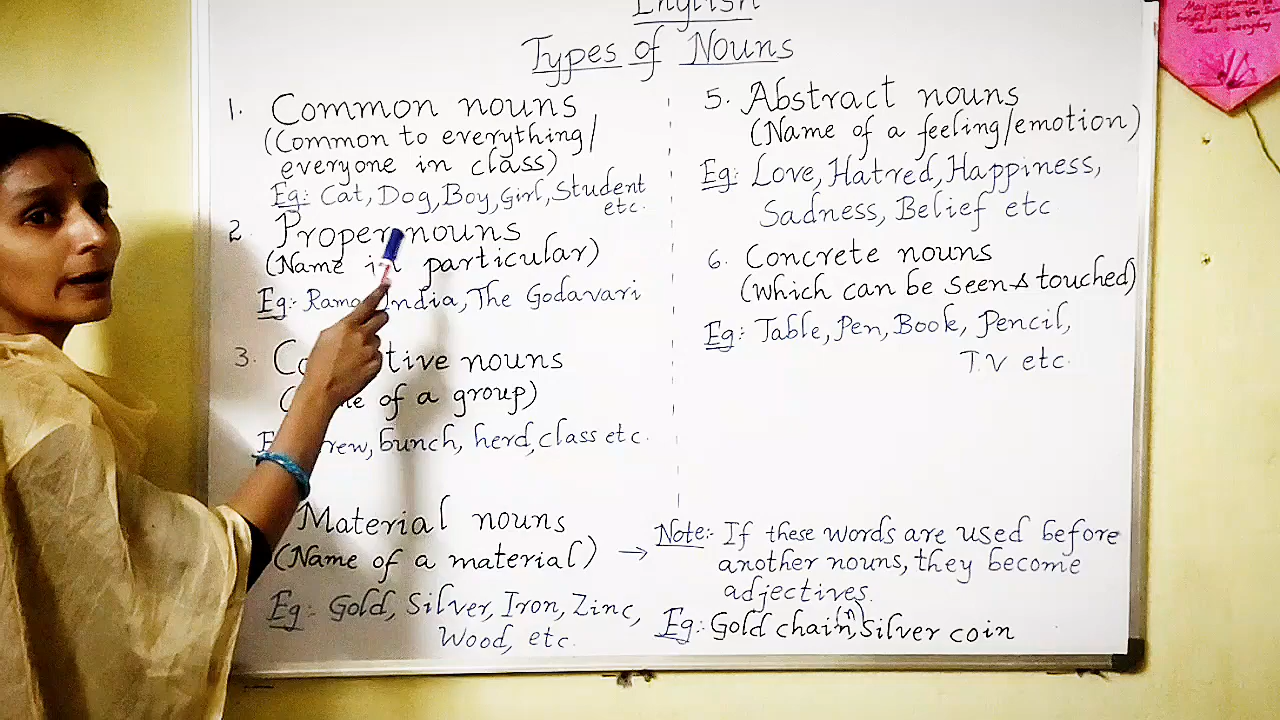 English
Types of Nouns
1. Common nouns
(Common to everything/
everyone in class)
Eg:- Cat, Dog, Boy, Girl, Student
etc.
2. Proper nouns
(Name in particular)
Eg:- Rama, India, The Godavari
3. nouns
of a group)
bunch, herd, class etc.
Material nouns
(Name of a material)
Eg:- Gold, Silver, Iron, Zinc,
Wood, etc.
5. Abstract nouns
(Name of a feeling/emotion)
Eg:- Love, Hatred, Happiness,
Sadness, Belief etc
6. Concrete nouns
(Which can be seen & touched)
Eg:- Table, Pen, Book, Pencil,
T.V etc.
→ Note:- If these words are used before
another nouns, they become
adjectives.
(n)
Eg:- Gold chain, Silver coin